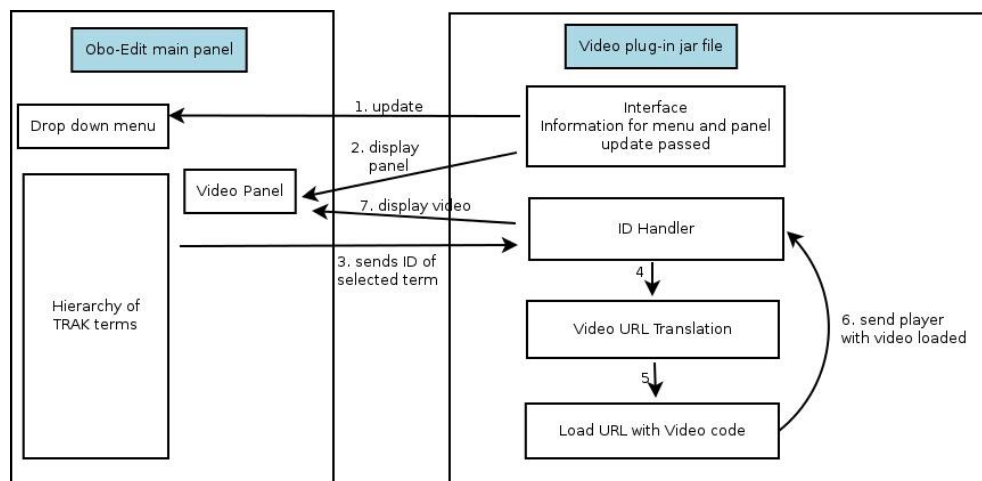 Obo-Edit main panel
Video plug-in jar file
Drop down menu
1. update
Interface
Information for menu and panel
update passed
2. display
panel
Video Panel
7. display video
ID Handler
3. sends ID of
selected term
4
Hierarchy of
TRAK terms
Video URL Translation
6. send player
with video loaded
5
Load URL with Video code